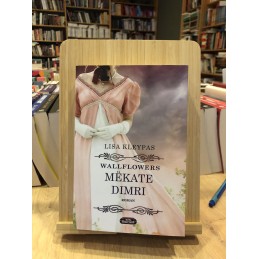 LISA KLEYPAS
WALLFLOWERS
MËKATE
DIMRI
ROMAN